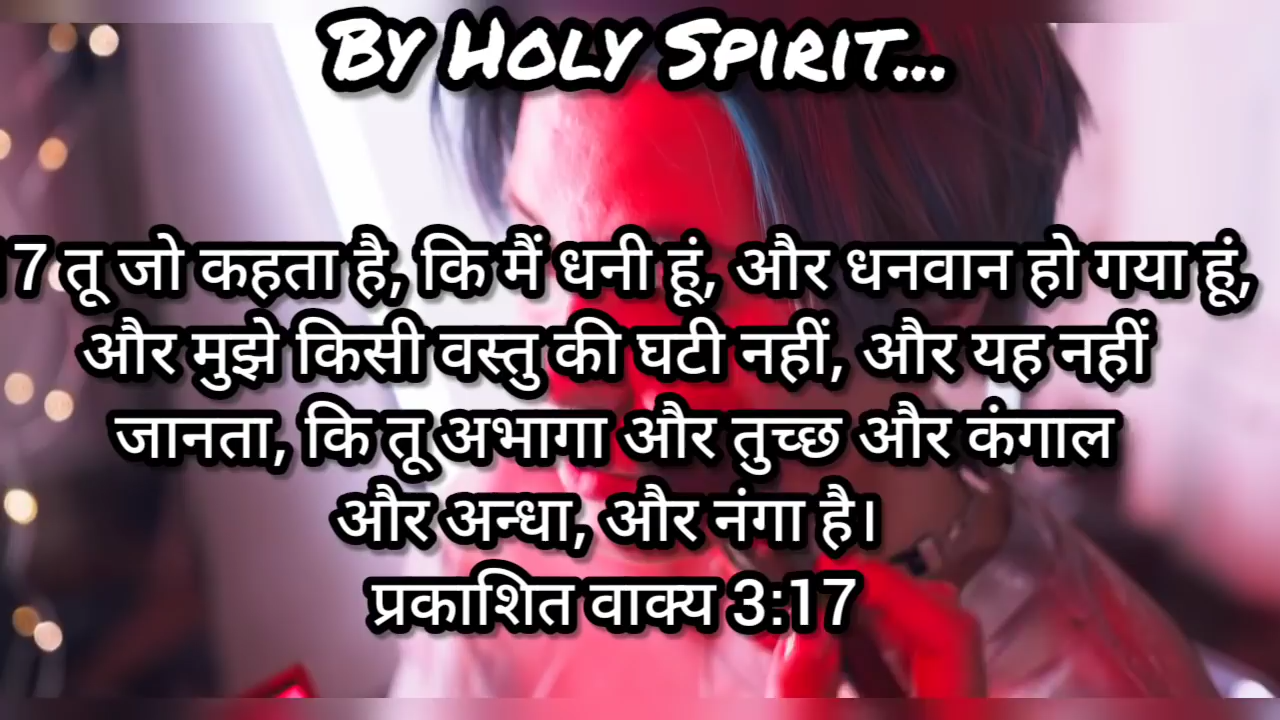 By Holy Spirit...
17 तू जो कहता है, कि मैं धनी हूं, और धनवान हो गया हूं,
और मुझे किसी वस्तु की घटी नहीं, और यह नहीं
जानता, कि तू अभागा और तुच्छ और कंगाल
और अन्धा, और नंगा है।
प्रकाशित वाक्य 3:17